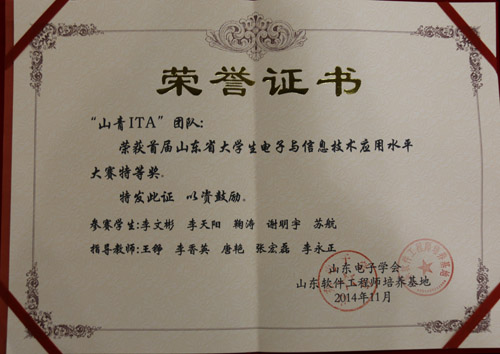 荣誉证书
“山青ITA”团队:
荣获首届山东省大学生电子与信息技术应用水平
大赛特等奖。
特发此证 以资鼓励。
参赛学生:李文彬 李天阳 鞠涛 谢明宇 苏航
指导教师:王铮 李晋英 唐艳 张宏磊 李永正
山东电子学会
山东软件工程师培养基地
2014年11月